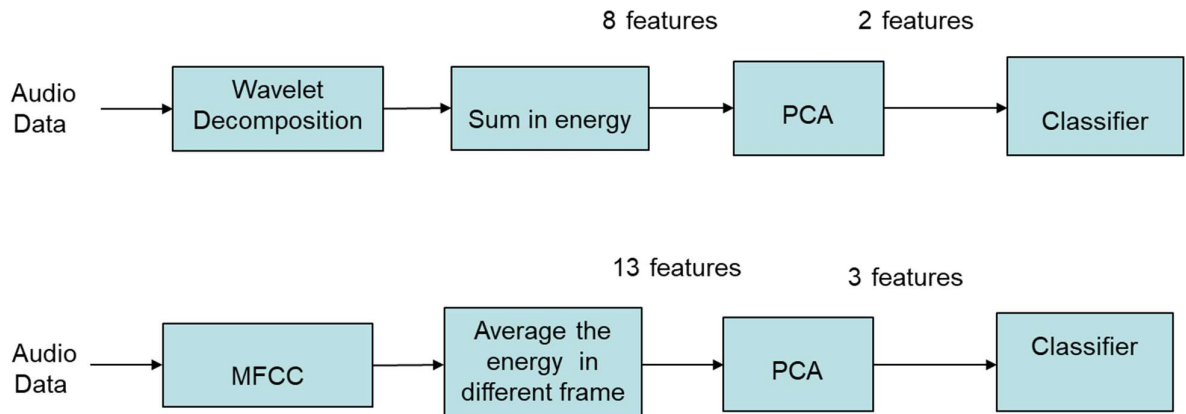 8 features
2 features
Audio
Data
Wavelet
Decomposition
Sum in energy
PCA
Classifier
13 features
3 features
Audio
Data
MFCC
Average the
energy in
different frame
PCA
Classifier